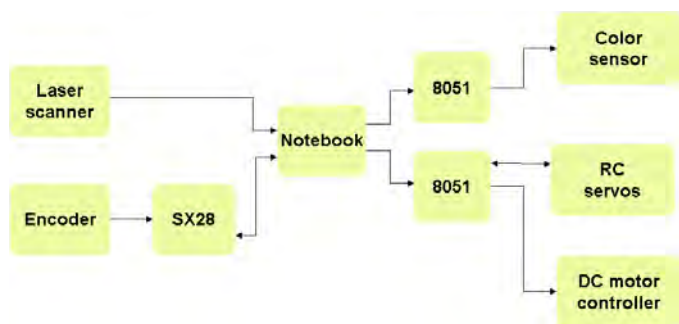 Laser
scanner
Encoder
SX28
Notebook
8051
8051
Color
sensor
RC
servos
DC motor
controller